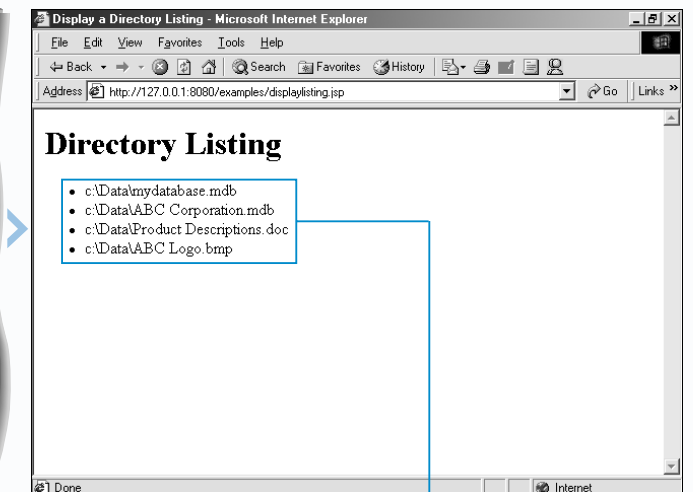 Display a Directory Listing - Microsoft Internet Explorer
File Edit View Favorites Tools Help
Back Search Favorites History
Address http://127.0.0.1:8080/examples/displaylisting.jsp Go Links »
Directory Listing
• c:\Data\mydatabase.mdb
• c:\Data\ABC Corporation.mdb
• c:\Data\Product Descriptions.doc
• c:\Data\ABC Logo.bmp
Done Internet